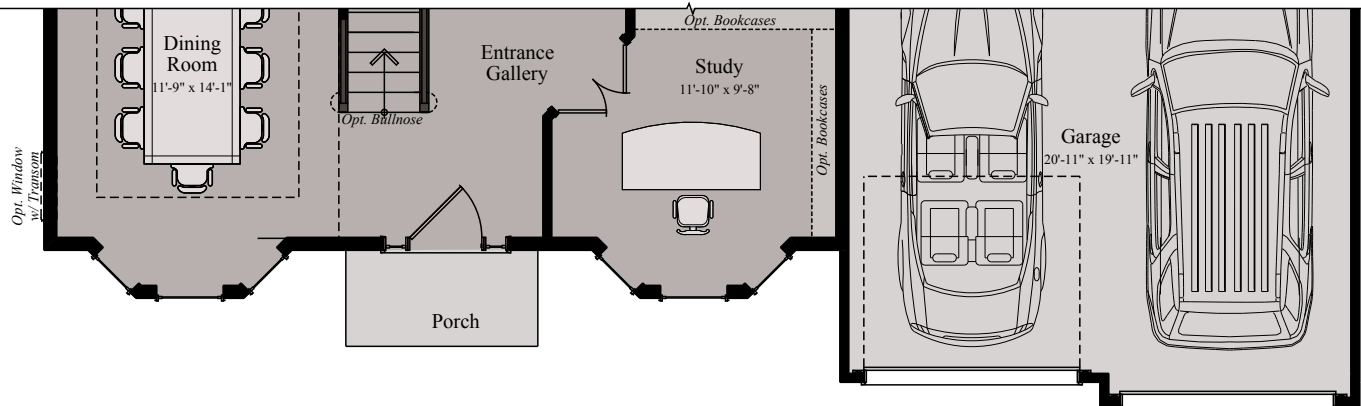 Dining
Room
11'-9" x 14'-1"
Opt. Window
w/ Transom
Opt. Bullnose
Entrance
Gallery
Porch
Opt. Bookcases
Study
11'-10" x 9'-8"
Opt. Bookcases
Garage
20'-11" x 19'-11"